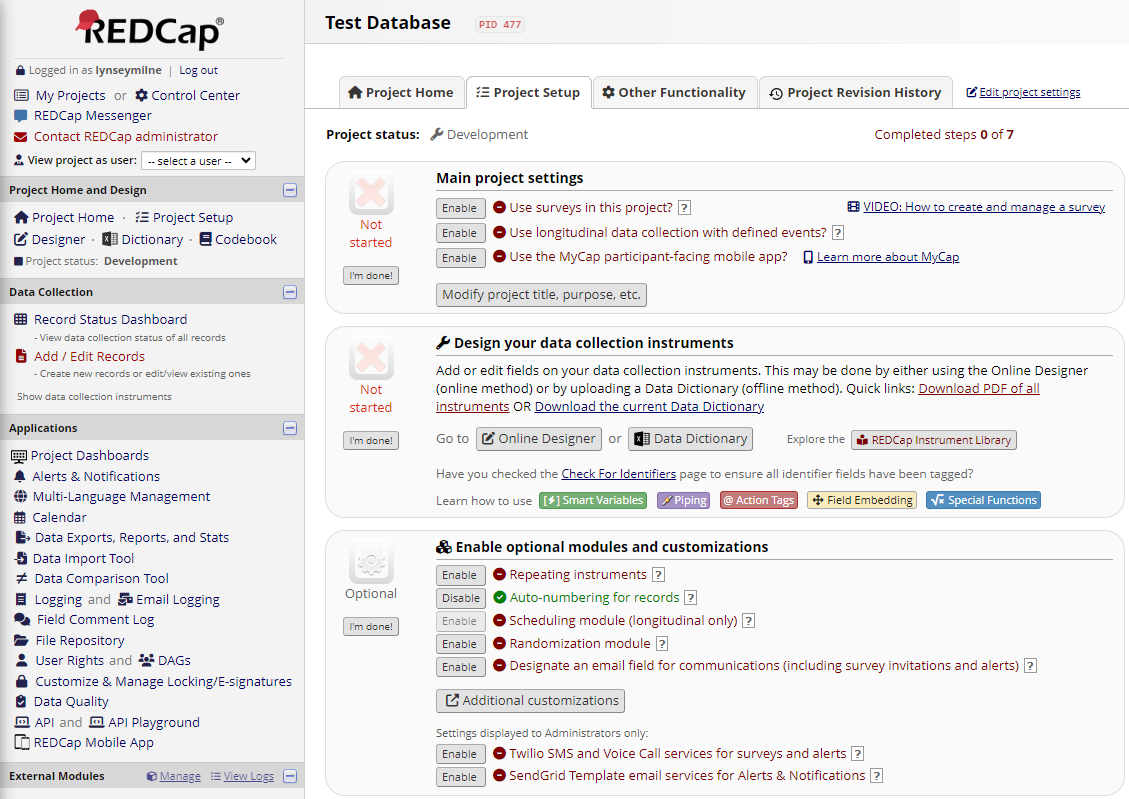 REDCap®
Logged in as lynseymilne | Log out
My Projects or Control Center
REDCap Messenger
Contact REDCap administrator
View project as user: -- select a user --
Project Home and Design
Project Home · Project Setup
Designer · Dictionary · Codebook
Project status: Development
Data Collection
Record Status Dashboard
- View data collection status of all records
Add / Edit Records
- Create new records or edit/view existing ones
Show data collection instruments
Applications
Project Dashboards
Alerts & Notifications
Multi-Language Management
Calendar
Data Exports, Reports, and Stats
Data Import Tool
Data Comparison Tool
Logging and Email Logging
Field Comment Log
File Repository
User Rights and DAGs
Customize & Manage Locking/E-signatures
Data Quality
API and API Playground
REDCap Mobile App
External Modules Manage View Logs
Test Database PID 477
Project Home Project Setup Other Functionality Project Revision History Edit project settings
Project status: Development Completed steps 0 of 7
Not
started
I'm done!
Main project settings
Enable Use surveys in this project? ? VIDEO: How to create and manage a survey
Enable Use longitudinal data collection with defined events? ?
Enable Use the MyCap participant-facing mobile app? Learn more about MyCap
Modify project title, purpose, etc.
Not
started
I'm done!
Design your data collection instruments
Add or edit fields on your data collection instruments. This may be done by either using the Online Designer
(online method) or by uploading a Data Dictionary (offline method). Quick links: Download PDF of all
instruments OR Download the current Data Dictionary
Go to Online Designer or Data Dictionary Explore the REDCap Instrument Library
Have you checked the Check For Identifiers page to ensure all identifier fields have been tagged?
Learn how to use [⚡] Smart Variables Piping @ Action Tags Field Embedding √x Special Functions
Optional
I'm done!
Enable optional modules and customizations
Enable Repeating instruments ?
Disable Auto-numbering for records ?
Enable Scheduling module (longitudinal only) ?
Enable Randomization module ?
Enable Designate an email field for communications (including survey invitations and alerts) ?
Additional customizations
Settings displayed to Administrators only:
Enable Twilio SMS and Voice Call services for surveys and alerts ?
Enable SendGrid Template email services for Alerts & Notifications ?